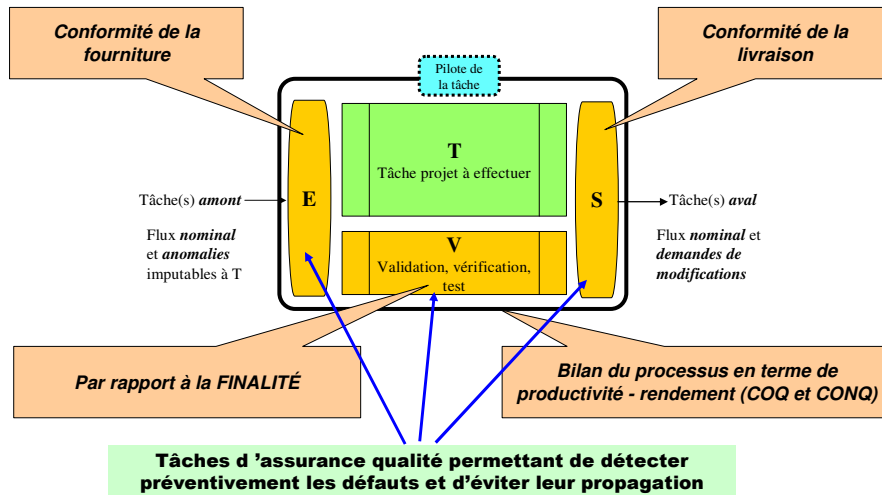 Conformité de la
fourniture
Conformité de la
livraison
Pilote de
la tâche
T
Tâche projet à effectuer
E
S
Tâche(s) amont
Tâche(s) aval
Flux nominal
et anomalies
imputables à T
V
Validation, vérification,
test
Flux nominal et
demandes de
modifications
Par rapport à la FINALITÉ
Bilan du processus en terme de
productivité - rendement (COQ et CONQ)
Tâches d ’assurance qualité permettant de détecter
préventivement les défauts et d’éviter leur propagation